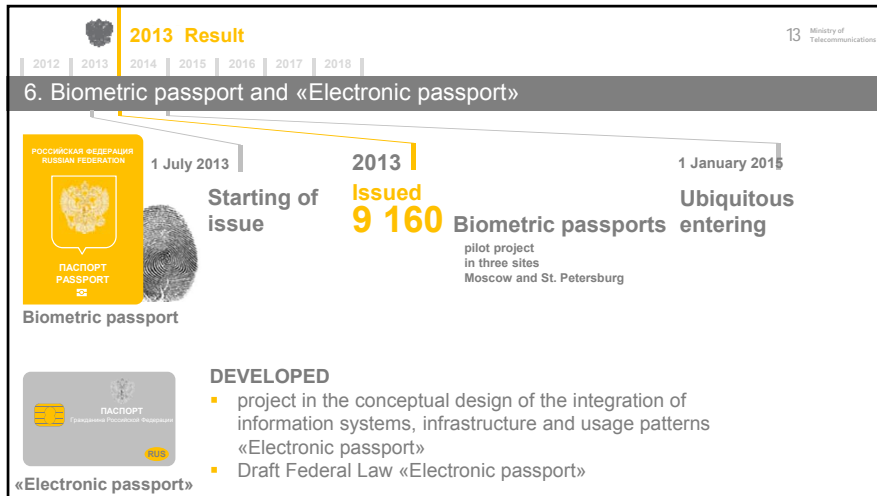 2013 Result
13 Ministry of
Telecommunications
2012 2013 2014 2015 2016 2017 2018
6. Biometric passport and «Electronic passport»
РОССИЙСКАЯ ФЕДЕРАЦИЯ
RUSSIAN FEDERATION
ПАСПОРТ
PASSPORT
Biometric passport
1 July 2013
Starting of
issue
2013
Issued
9 160 Biometric passports
pilot project
in three sites
Moscow and St. Petersburg
1 January 2015
Ubiquitous
entering
ПАСПОРТ
Гражданина Российской Федерации
RUS
«Electronic passport»
DEVELOPED
▪ project in the conceptual design of the integration of
information systems, infrastructure and usage patterns
«Electronic passport»
▪ Draft Federal Law «Electronic passport»